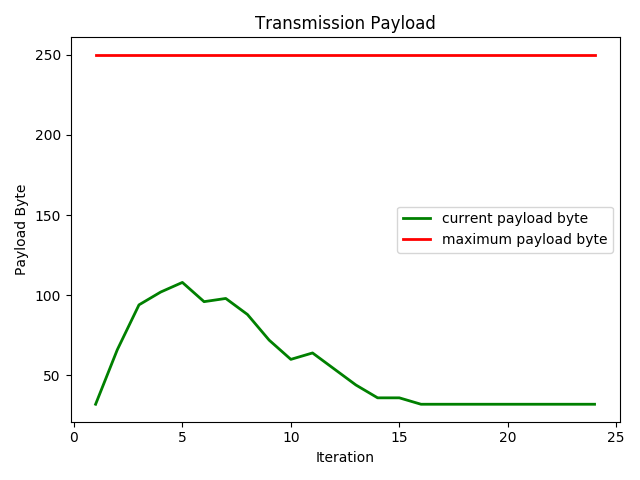 Transmission Payload
250
200
150
100
50
Payload Byte
current payload byte
maximum payload byte
0
5
10
15
20
25
Iteration